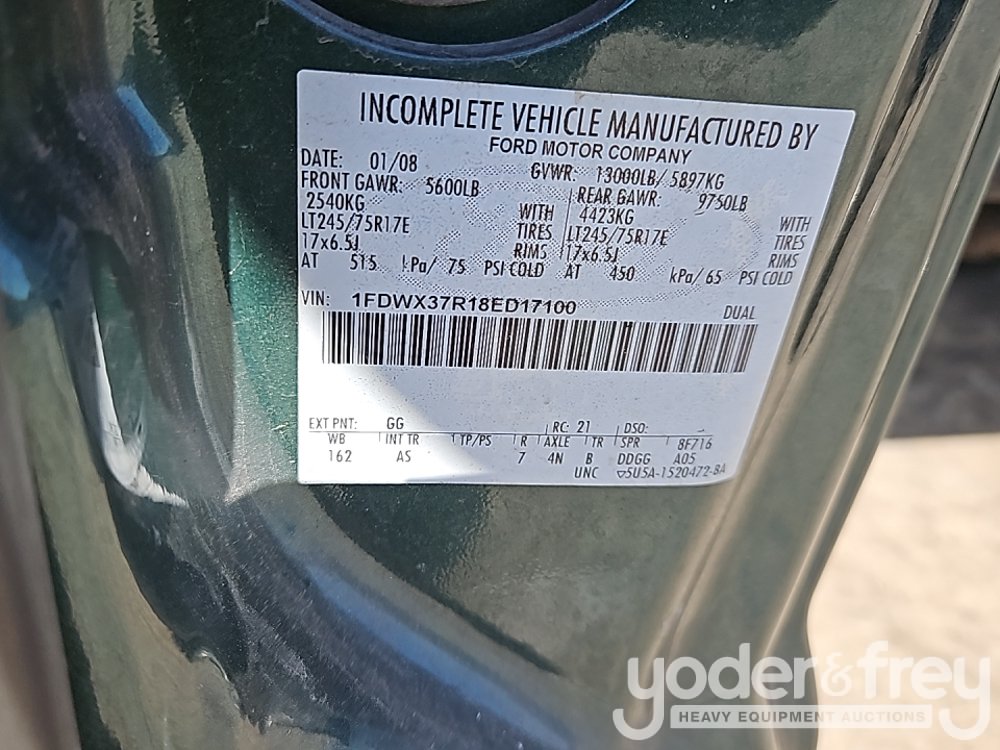 INCOMPLETE VEHICLE MANUFACTURED BY
FORD MOTOR COMPANY
DATE: 01/08 GVWR: 13000LB/ 5897KG
FRONT GAWR: 5600LB REAR GAWR: 9750LB
2540KG WITH 4423KG WITH
LT245/75R17E TIRES LT245/75R17E TIRES
17x6.5J RIMS 17x6.5J RIMS
AT 515 kPa/ 75 PSI COLD AT 450 kPa/ 65 PSI COLD
VIN: 1FDWX37R18ED17100 DUAL
EXT PNT: GG RC: 21 DSO:
WB INT TR TP/PS R AXLE TR SPR 8F716
162 AS 7 4N B DDGG A05
UNC ▽5U5A-1520472-BA
yoder&frey
HEAVY EQUIPMENT AUCTIONS